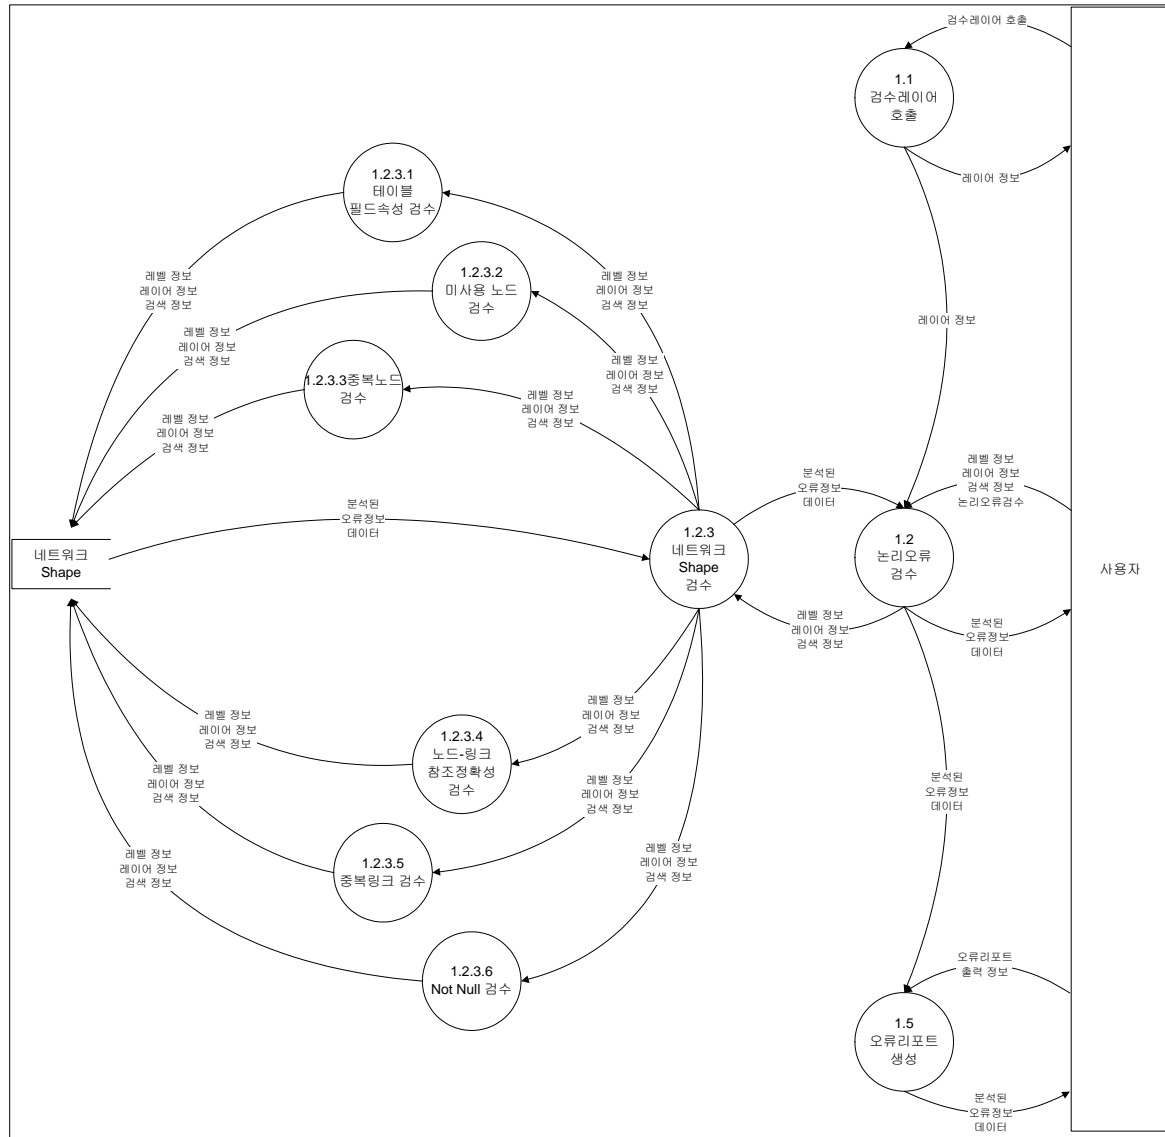 검수레이어 호출
1.1
검수레이어
호출
레이어 정보
1.2.3.1
테이블
필드속성 검수
레벨 정보
레이어 정보
검색 정보
1.2.3.2
미사용 노드
검수
레벨 정보
레이어 정보
검색 정보
레벨 정보
레이어 정보
검색 정보
레이어 정보
1.2.3.3중복노드
검수
레벨 정보
레이어 정보
검색 정보
레벨 정보
레이어 정보
검색 정보
레벨 정보
레이어 정보
검색 정보
분석된
오류정보
데이터
분석된
오류정보
데이터
레벨 정보
레이어 정보
검색 정보
논리오류검수
네트워크
Shape
1.2.3
네트워크
Shape
검수
1.2
논리오류
검수
사용자
레벨 정보
레이어 정보
검색 정보
분석된
오류정보
데이터
레벨 정보
레이어 정보
검색 정보
1.2.3.4
노드-링크
참조정확성
검수
레벨 정보
레이어 정보
검색 정보
레벨 정보
레이어 정보
검색 정보
1.2.3.5
중복링크 검수
레벨 정보
레이어 정보
검색 정보
분석된
오류정보
데이터
레벨 정보
레이어 정보
검색 정보
1.2.3.6
Not Null 검수
레벨 정보
레이어 정보
검색 정보
오류리포트
출력 정보
1.5
오류리포트
생성
분석된
오류정보
데이터